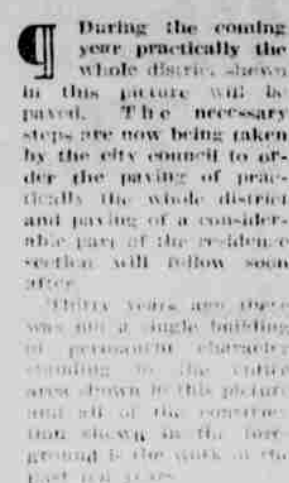 ¶ During the coming
year practically the
whole district shown
in this picture will be
paved. The necessary
steps are now being taken
by the city council to or-
der the paving of prac-
tically the whole district
and paving of a consider-
able part of the residence
section will follow soon
after.
Thirty years ago there
was not a single building
of permanent character
standing in the entire
area shown in this picture
and all of the construc-
tion shown in the fore-
ground is the work of the
past ten years.